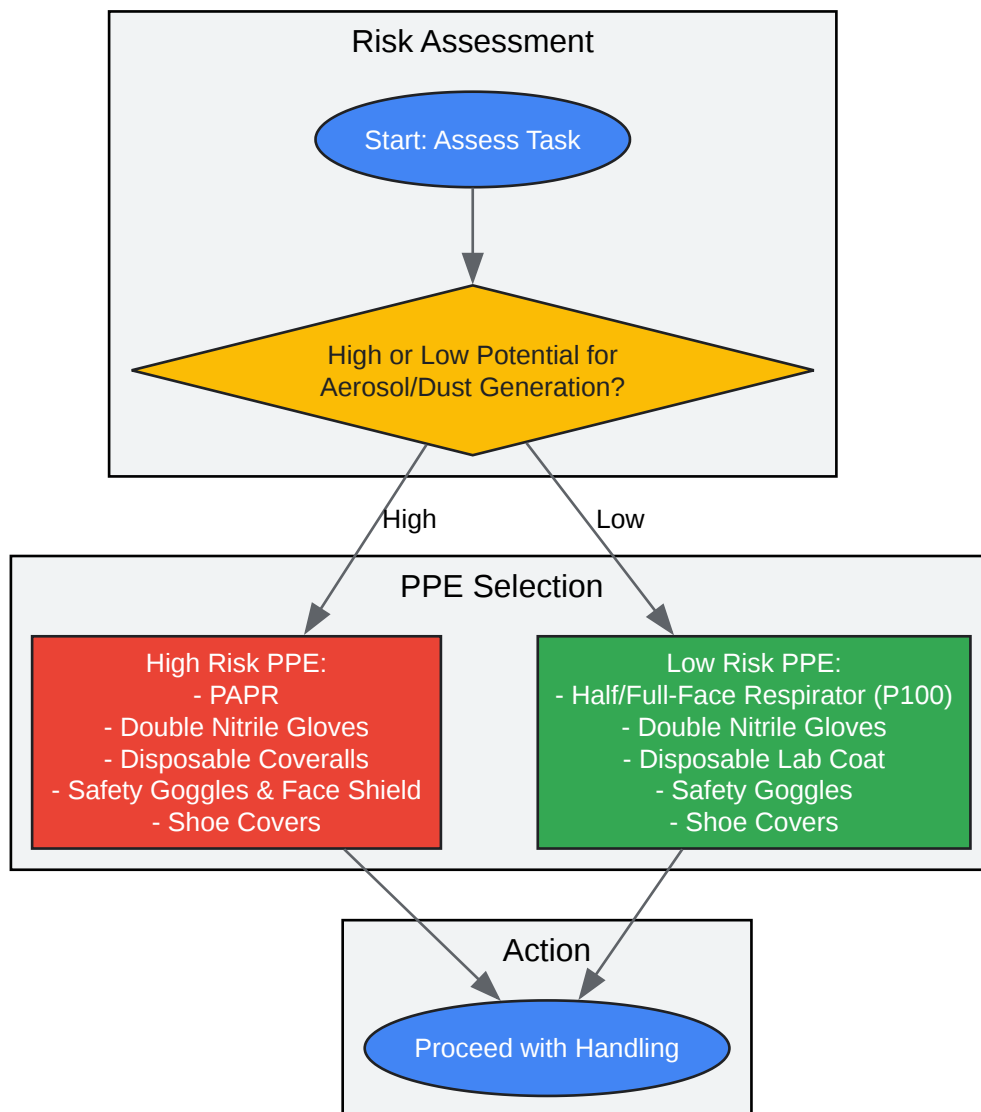 Risk Assessment
Start: Assess Task
High or Low Potential for
Aerosol/Dust Generation?
High
Low
PPE Selection
High Risk PPE:
- PAPR
- Double Nitrile Gloves
- Disposable Coveralls
- Safety Goggles & Face Shield
- Shoe Covers
Low Risk PPE:
- Half/Full-Face Respirator (P100)
- Double Nitrile Gloves
- Disposable Lab Coat
- Safety Goggles
- Shoe Covers
Action
Proceed with Handling